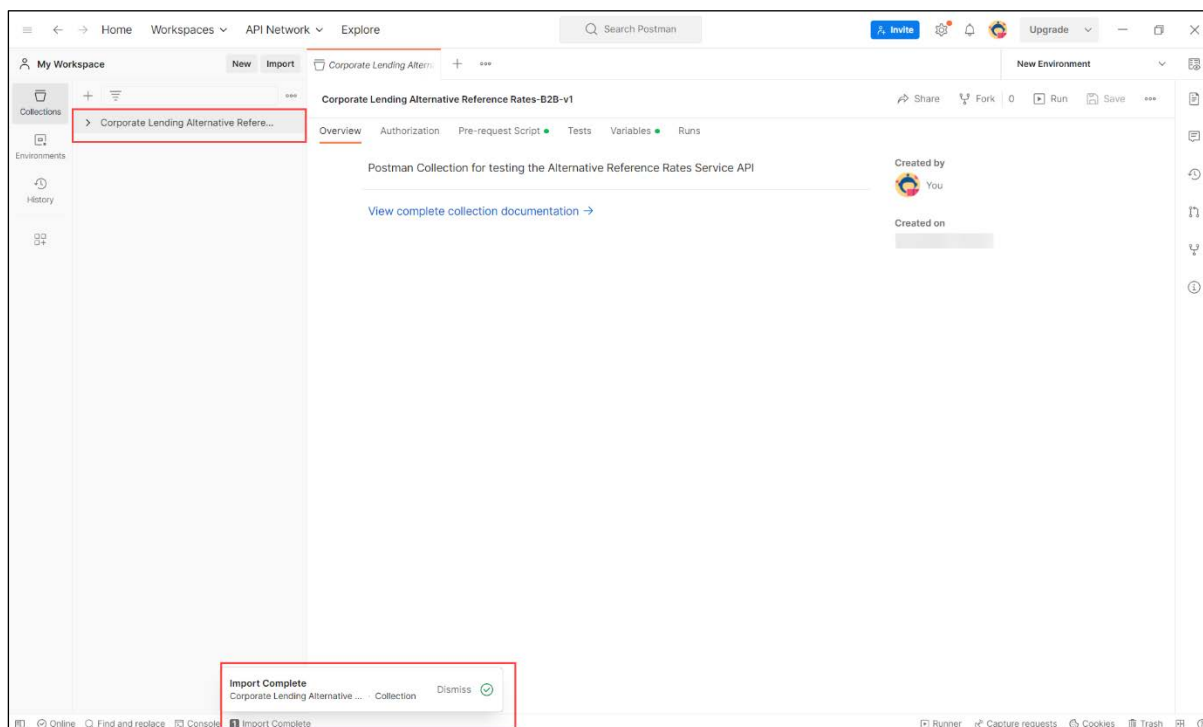 Home Workspaces API Network Explore Search Postman Invite Upgrade
My Workspace New Import Corporate Lending Altern New Environment
Collections
Corporate Lending Alternative Refere...
Environments
History
Corporate Lending Alternative Reference Rates-B2B-v1 Share Fork 0 Run Save
Overview Authorization Pre-request Script Tests Variables Runs
Postman Collection for testing the Alternative Reference Rates Service API
View complete collection documentation →
Created by
You
Created on
Import Complete
Corporate Lending Alternative ... · Collection Dismiss
Online Find and replace Console 1 Import Complete Runner Capture requests Cookies Trash